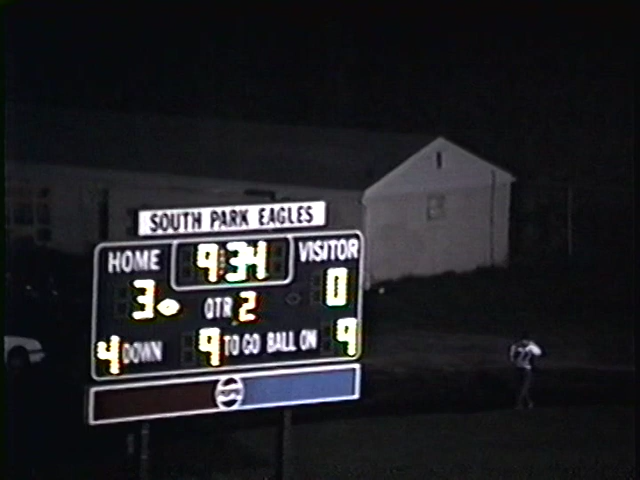 SOUTH PARK EAGLES
HOME 9:34 VISITOR
3 QTR 2 0
4 DOWN 9 TO GO BALL ON 9
PEPSI